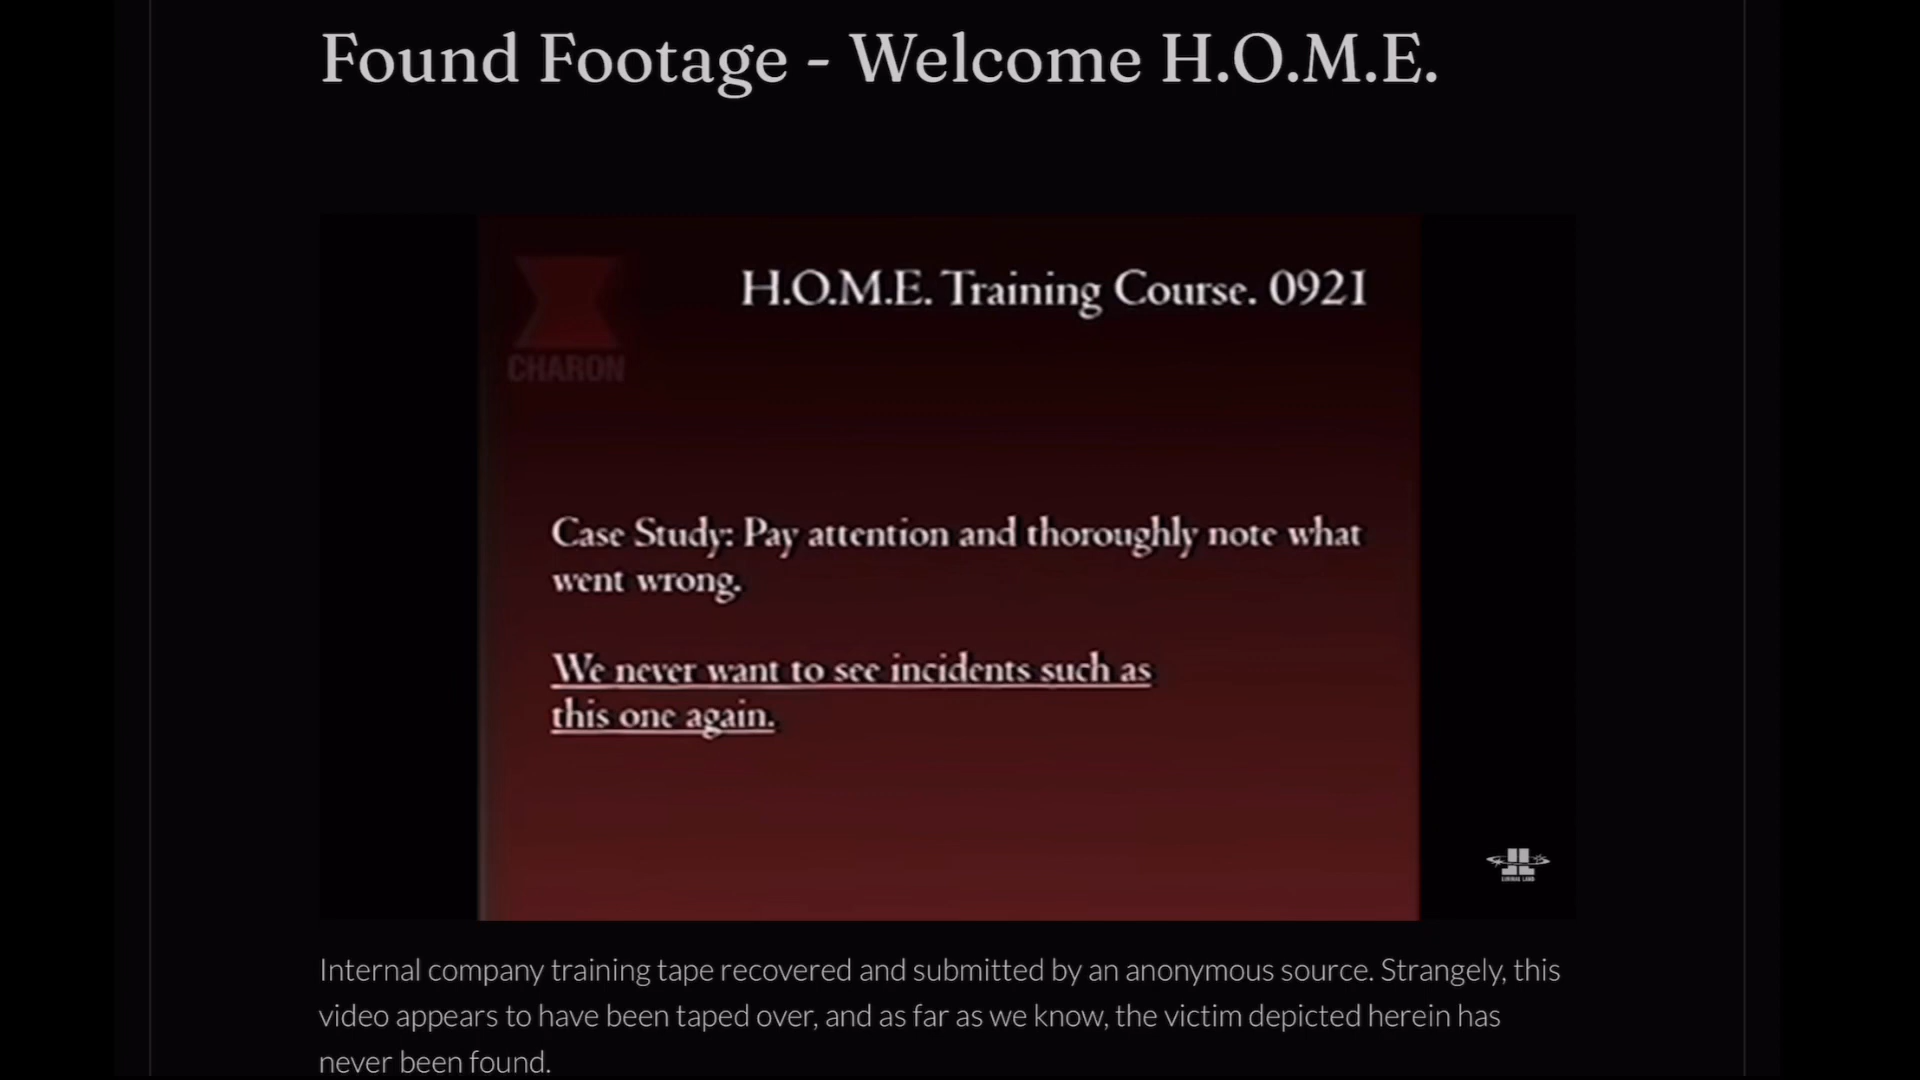 Found Footage - Welcome H.O.M.E.
CHARON
H.O.M.E. Training Course. 0921
Case Study: Pay attention and thoroughly note what
went wrong.
We never want to see incidents such as
this one again.
LIMINAL LAND
Internal company training tape recovered and submitted by an anonymous source. Strangely, this
video appears to have been taped over, and as far as we know, the victim depicted herein has
never been found.